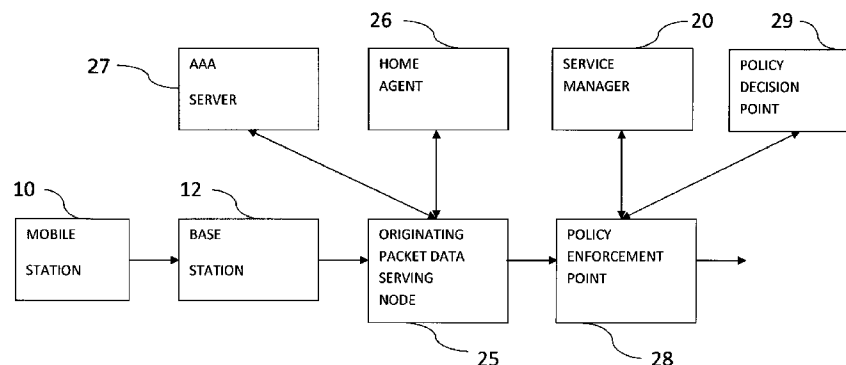 26
20
29
27
AAA
SERVER
HOME
AGENT
SERVICE
MANAGER
POLICY
DECISION
POINT
10
12
MOBILE
STATION
BASE
STATION
ORIGINATING
PACKET DATA
SERVING
NODE
POLICY
ENFORCEMENT
POINT
25
28